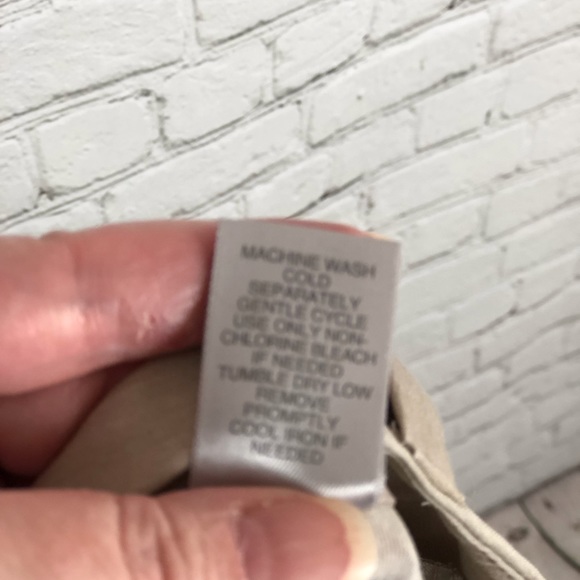 MACHINE WASH
COLD
SEPARATELY
GENTLE CYCLE
USE ONLY NON-
CHLORINE BLEACH
IF NEEDED
TUMBLE DRY LOW
REMOVE
PROMPTLY
COOL IRON IF
NEEDED